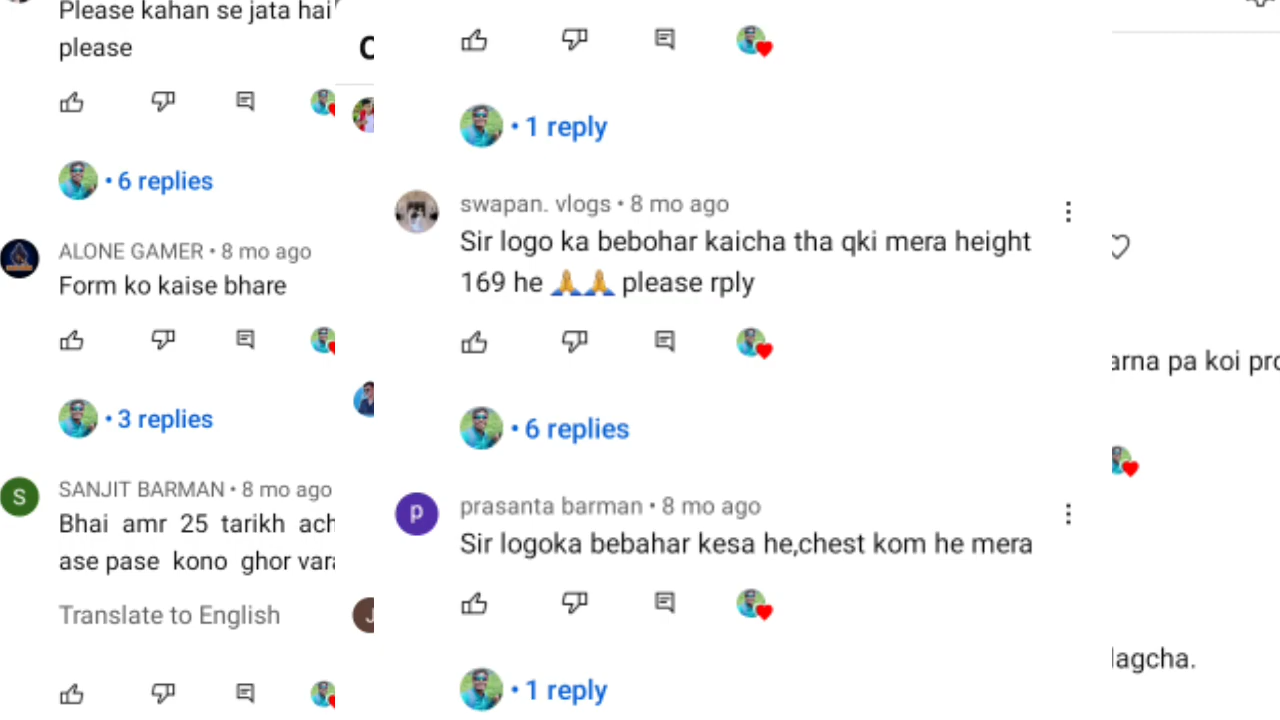 Please kahan se jata hai
please
6 replies
ALONE GAMER • 8 mo ago
Form ko kaise bhare
3 replies
S
SANJIT BARMAN • 8 mo ago
Bhai amr 25 tarikh ach
ase pase kono ghor vara
Translate to English
C
J
• 1 reply
swapan. vlogs • 8 mo ago
Sir logo ka bebohar kaicha tha qki mera height
169 he 🙏🙏 please rply
• 6 replies
p
prasanta barman • 8 mo ago
Sir logoka bebahar kesa he,chest kom he mera
• 1 reply
arna pa koi pro
lagcha.